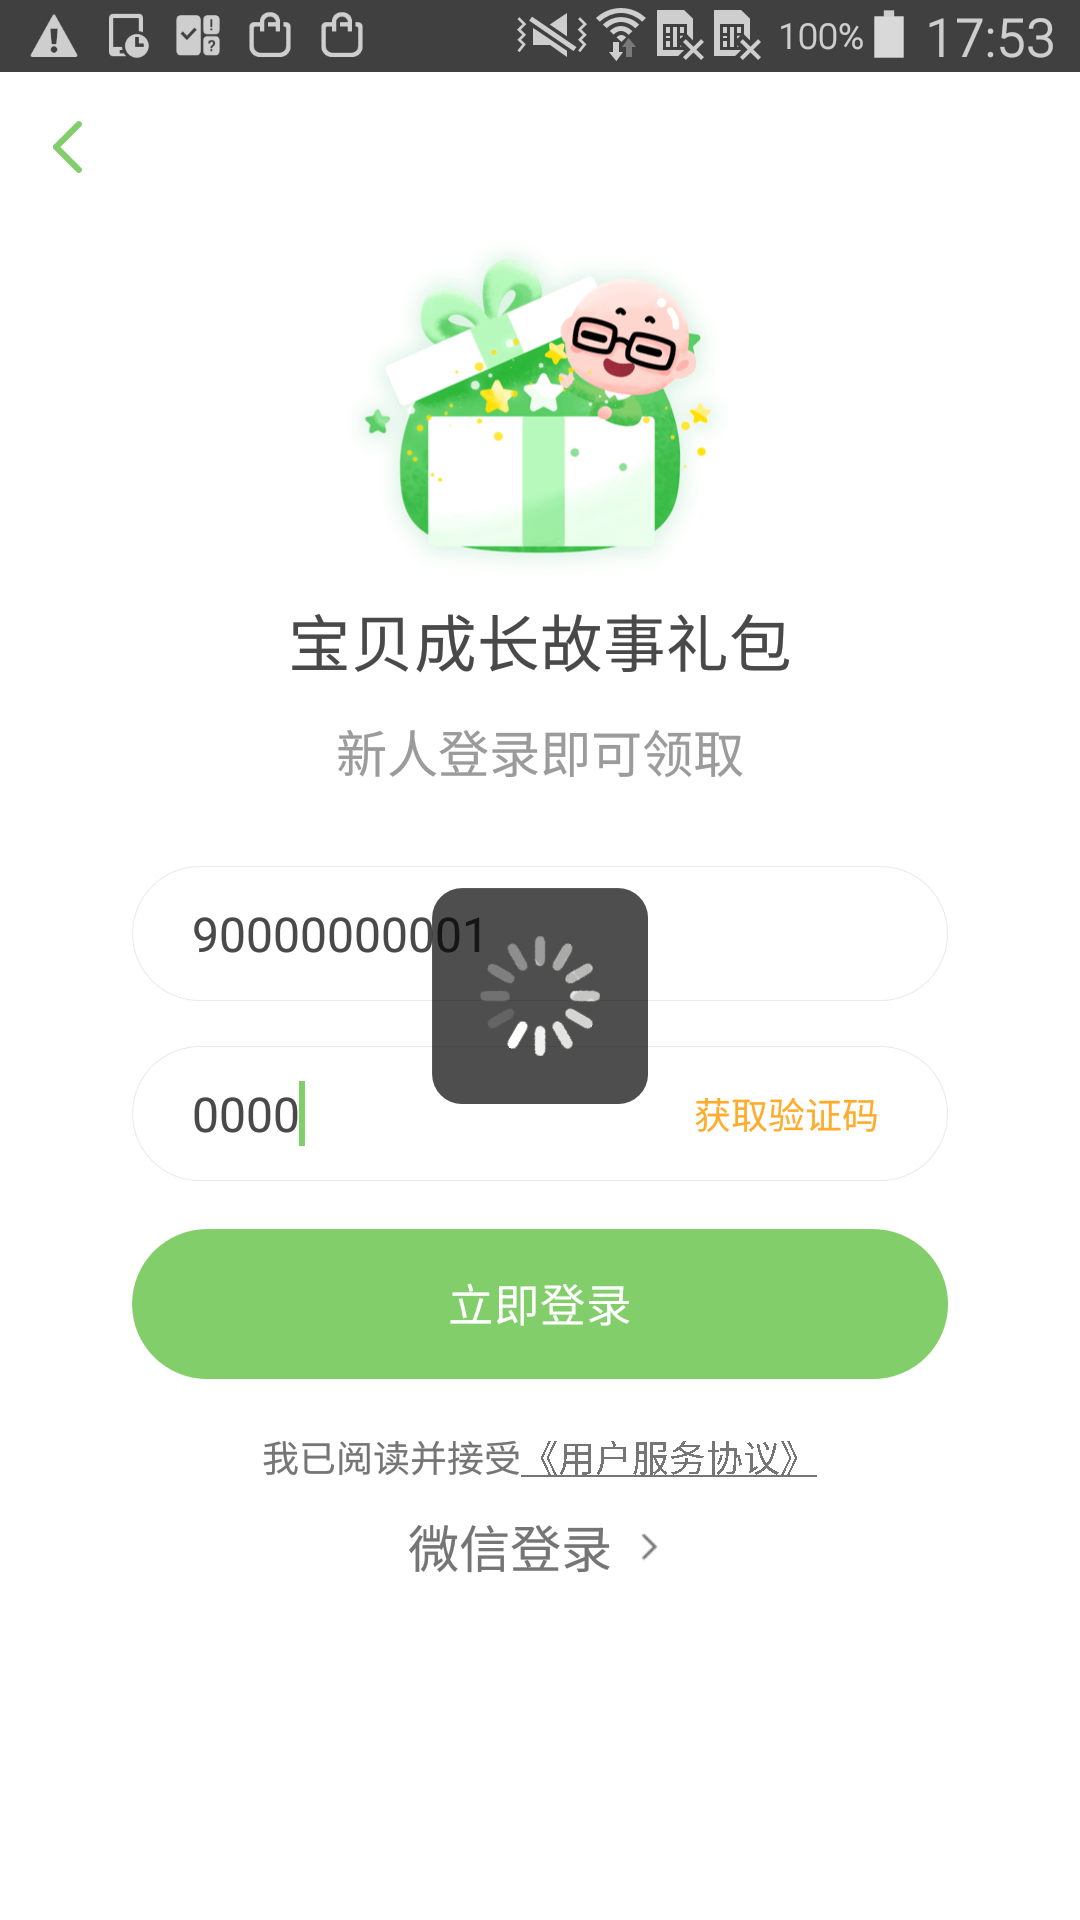 100% 17:53
宝贝成长故事礼包
新人登录即可领取
90000000001
0000 获取验证码
立即登录
我已阅读并接受《用户服务协议》
微信登录